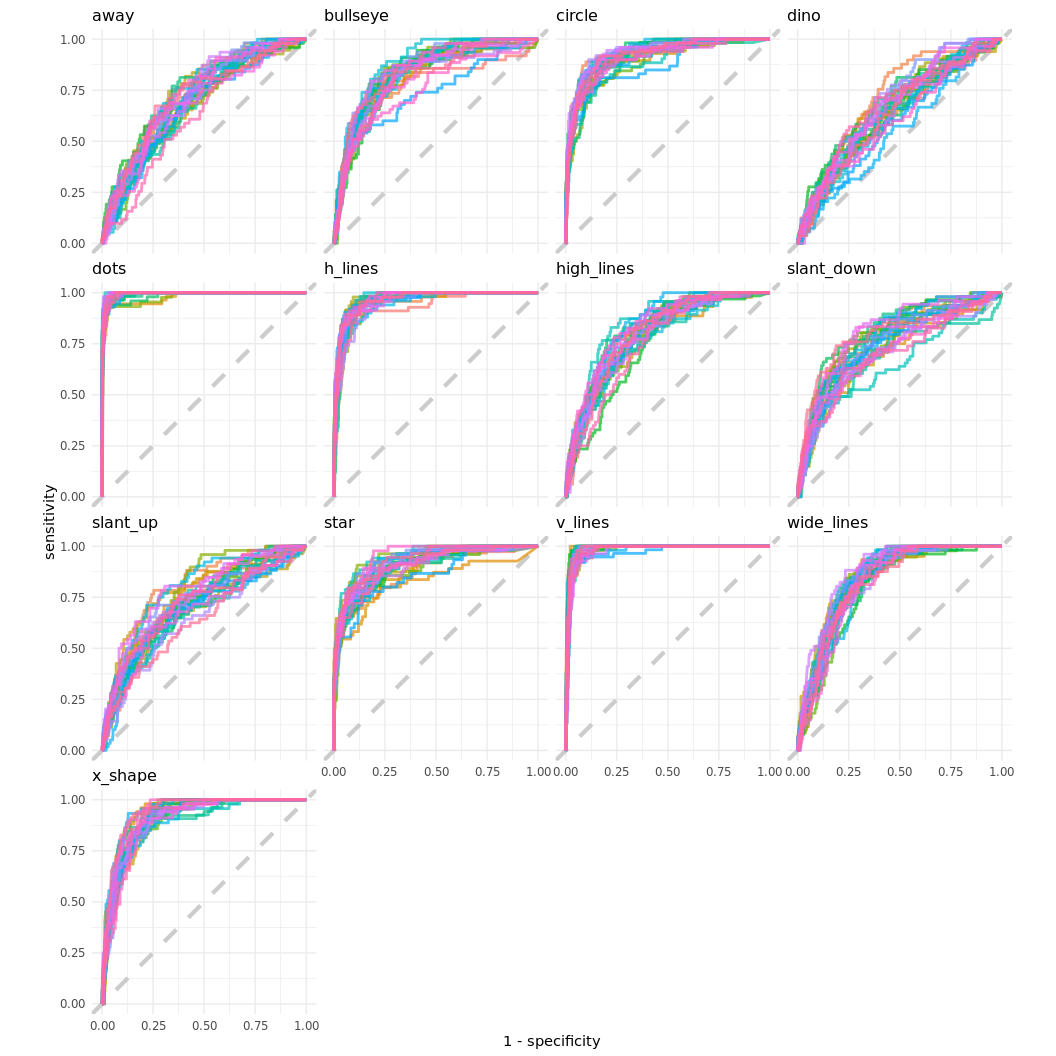 away bullseye circle dino
1.00
0.75
0.50
0.25
0.00
dots h_lines high_lines slant_down
1.00
0.75
0.50
0.25
0.00
sensitivity
slant_up star v_lines wide_lines
1.00
0.75
0.50
0.25
0.00
0.00 0.25 0.50 0.75 1.00 0.00 0.25 0.50 0.75 1.00 0.00 0.25 0.50 0.75 1.00
x_shape
1.00
0.75
0.50
0.25
0.00
0.00 0.25 0.50 0.75 1.00
1 - specificity